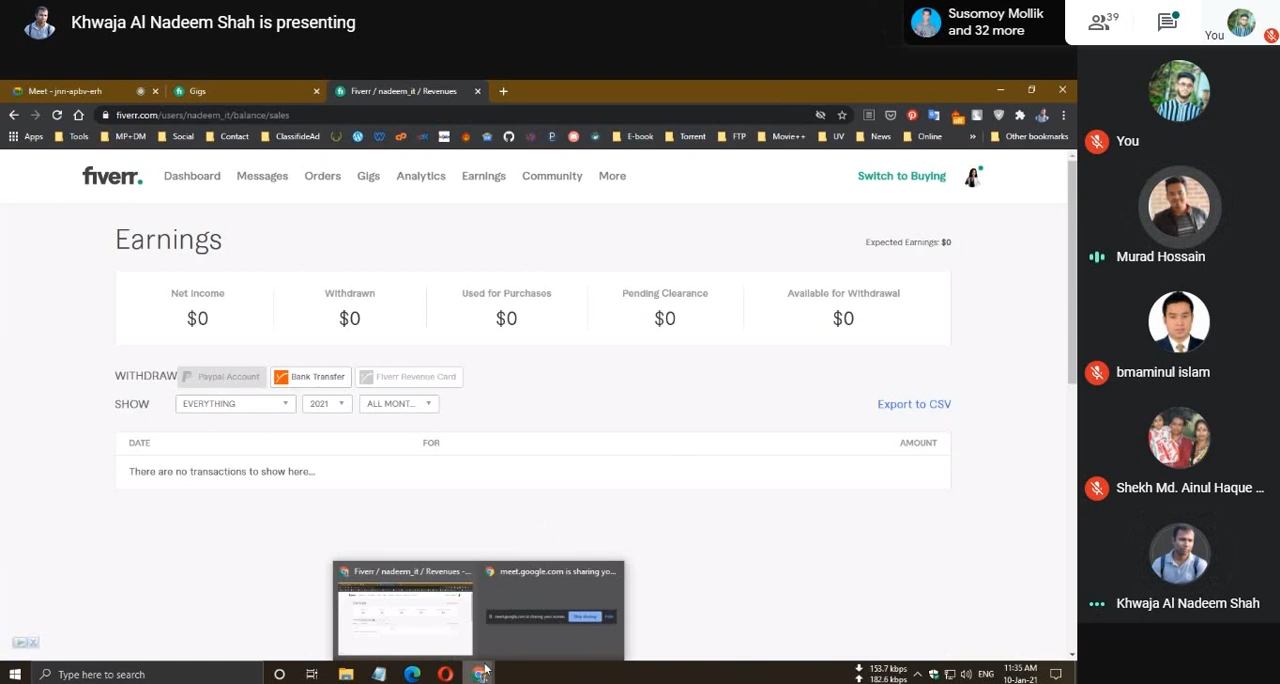 Khwaja Al Nadeem Shah is presenting
Susomoy Mollik
and 32 more
39
You
Meet - jnn-apbv-erh
Gigs
Fiverr / nadeem_it / Revenues
fiverr.com/users/nadeem_it/balance/sales
Apps Tools MP+DM Social Contact ClassifiedAd E-book Torrent FTP Movie++ UV News Online » Other bookmarks
fiverr.
Dashboard Messages Orders Gigs Analytics Earnings Community More
Switch to Buying
Earnings
Expected Earnings: $0
Net Income Withdrawn Used for Purchases Pending Clearance Available for Withdrawal
$0 $0 $0 $0 $0
WITHDRAW Paypal Account Bank Transfer Fiverr Revenue Card
SHOW EVERYTHING 2021 ALL MONT...
Export to CSV
DATE FOR AMOUNT
There are no transactions to show here...
Fiverr / nadeem_it / Revenues -...
meet.google.com is sharing yo...
Stop sharing
Type here to search
153.7 kbps
182.6 kbps
ENG
11:35 AM
10-Jan-21
You
Murad Hossain
bmaminul islam
Shekh Md. Ainul Haque ...
Khwaja Al Nadeem Shah